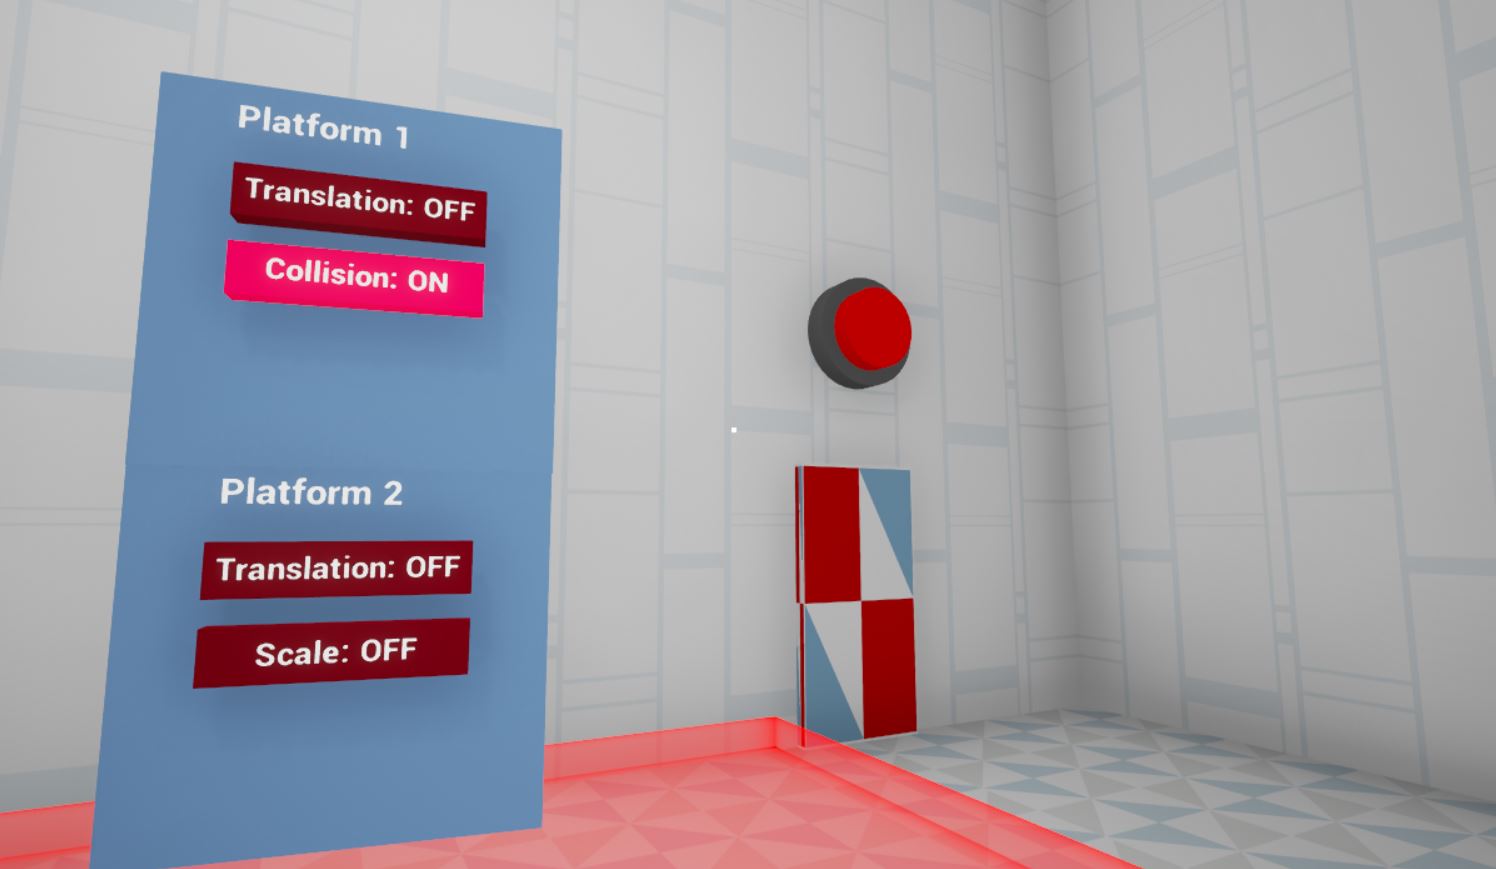 Platform 1
Translation: OFF
Collision: ON
Platform 2
Translation: OFF
Scale: OFF